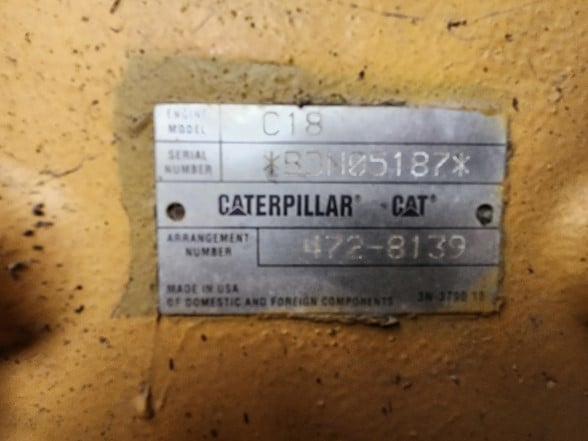 ENGINE MODEL C18
SERIAL NUMBER
CATERPILLAR® CAT®
ARRANGEMENT NUMBER 472-8139
MADE IN USA
OF DOMESTIC AND FOREIGN COMPONENTS